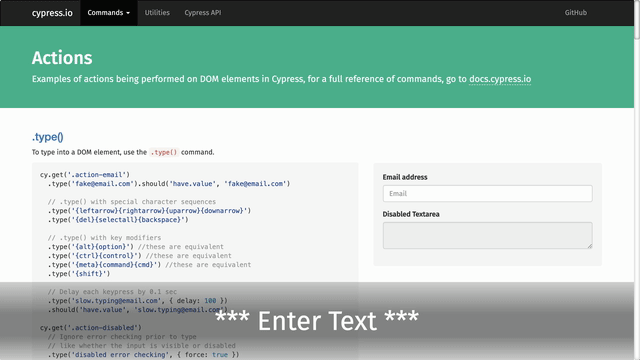 cypress.io Commands Utilities Cypress API GitHub
Actions
Examples of actions being performed on DOM elements in Cypress, for a full reference of commands, go to docs.cypress.io
.type()
To type into a DOM element, use the .type() command.
cy.get('.action-email')
.type('fake@email.com').should('have.value', 'fake@email.com')
// .type() with special character sequences
.type('{leftarrow}{rightarrow}{uparrow}{downarrow}')
.type('{del}{selectall}{backspace}')
// .type() with key modifiers
.type('{alt}{option}') //these are equivalent
.type('{ctrl}{control}') //these are equivalent
.type('{meta}{command}{cmd}') //these are equivalent
.type('{shift}')
// Delay each keypress by 0.1 sec
.type('slow.typing@email.com', { delay: 100 })
.should('have.value', 'slow.typing@email.com')
cy.get('.action-disabled')
// Ignore error checking prior to type
// like whether the input is visible or disabled
.type('disabled error checking', { force: true })
Email address
Email
Disabled Textarea
*** Enter Text ***